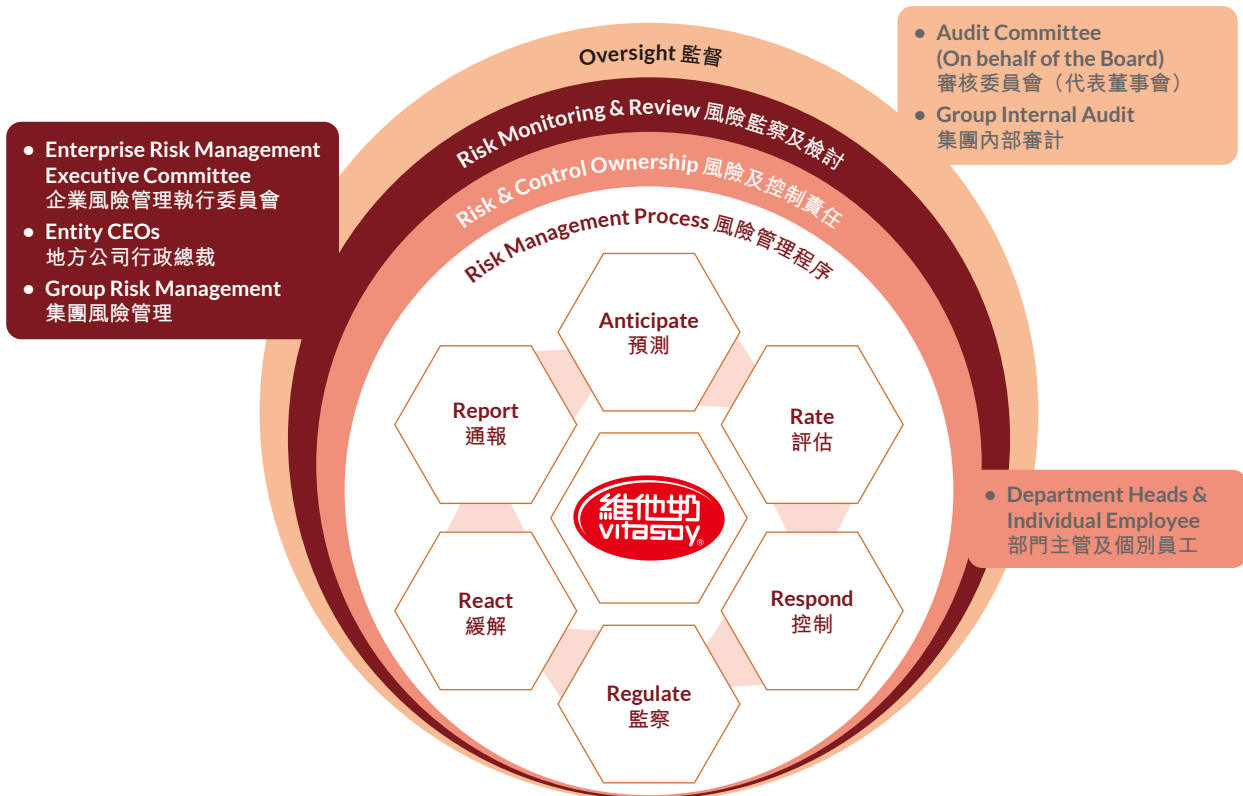 Oversight 監督
Risk Monitoring & Review 風險監察及檢討
Risk & Control Ownership 風險及控制責任
Risk Management Process 風險管理程序
● Audit Committee
(On behalf of the Board)
審核委員會（代表董事會）
● Group Internal Audit
集團內部審計
● Enterprise Risk Management
Executive Committee
企業風險管理執行委員會
● Entity CEOs
地方公司行政總裁
● Group Risk Management
集團風險管理
Anticipate
預測
Report
通報
Rate
評估
維他奶
vitasoy®
● Department Heads &
Individual Employee
部門主管及個別員工
React
緩解
Respond
控制
Regulate
監察